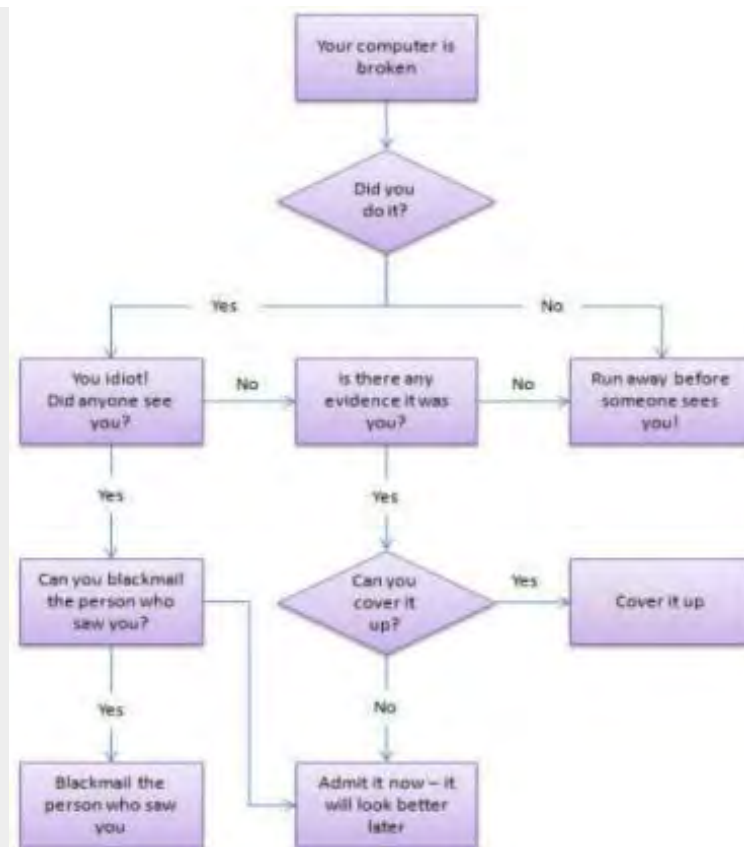 Your computer is
broken
Did you
do it?
Yes
No
You idiot!
Did anyone see
you?
No
Is there any
evidence it was
you?
No
Run away before
someone sees
you!
Yes
Yes
Can you blackmail
the person who
saw you?
Can you
cover it
up?
Yes
Cover it up
Yes
No
Blackmail the
person who saw
you
Admit it now – it
will look better
later